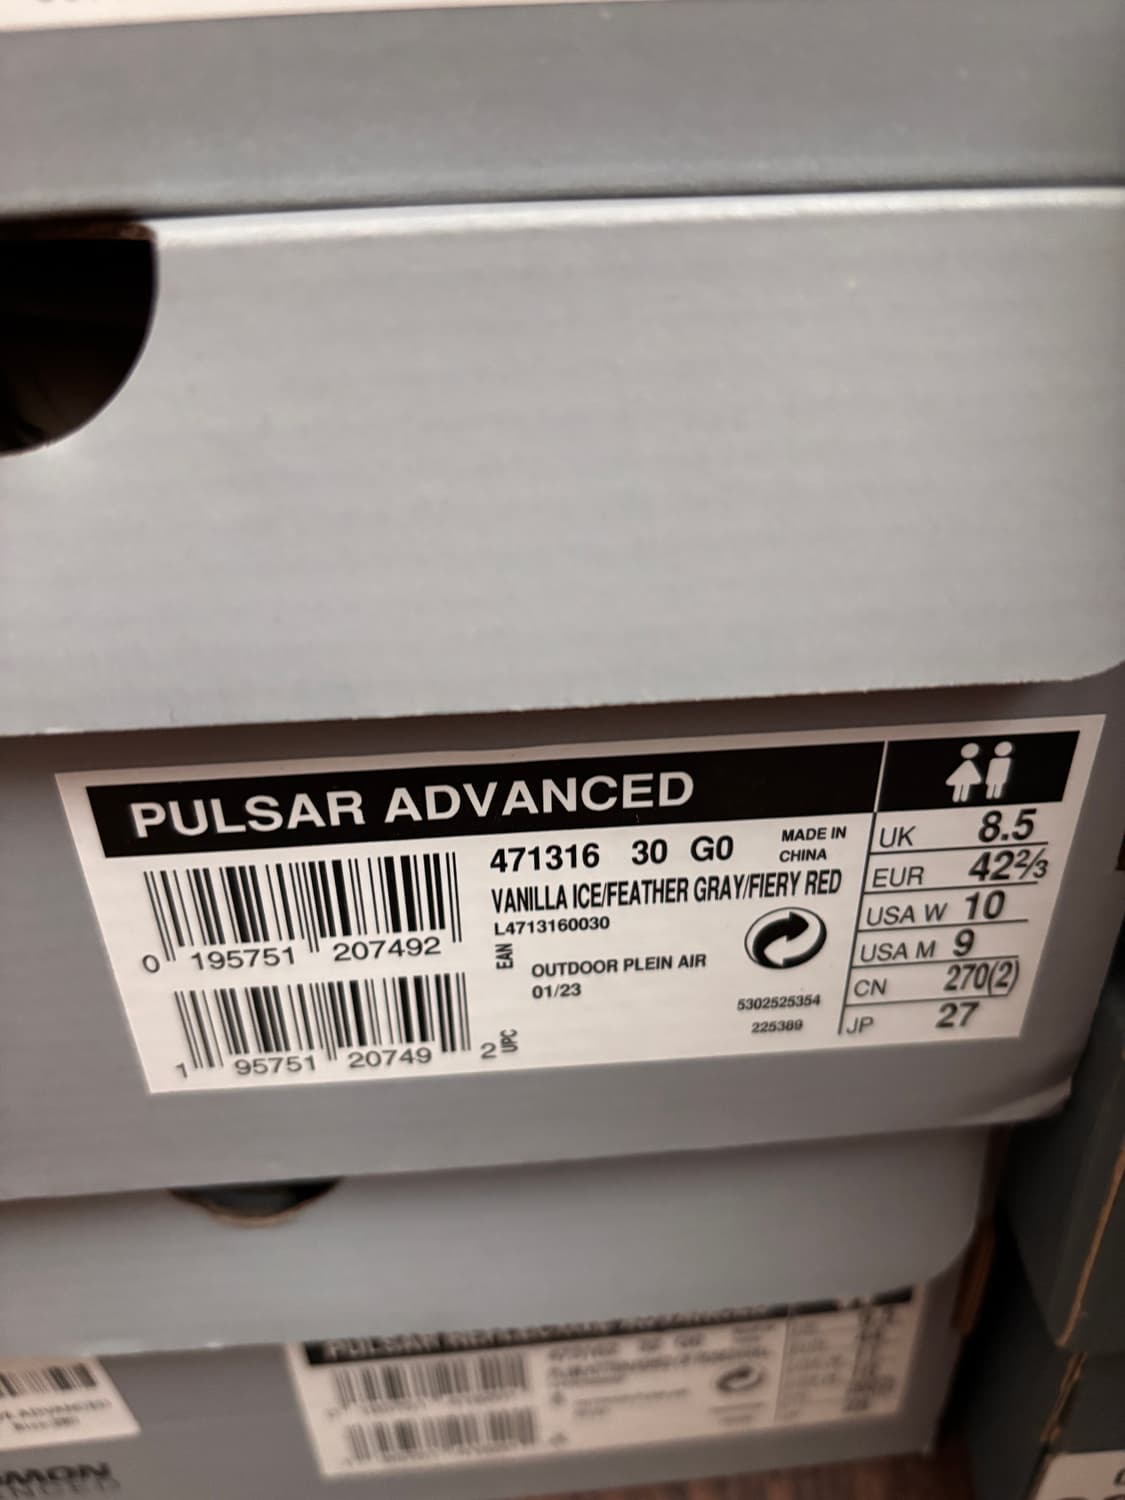 PULSAR ADVANCED
471316 30 G0
MADE IN
CHINA
VANILLA ICE/FEATHER GRAY/FIERY RED
L4713160030
0 195751 207492
EAN
OUTDOOR PLEIN AIR
01/23
5302525354
225389
1 95751 20749 2
UPC
UK 8.5
EUR 42⅔
USA W 10
USA M 9
CN 270(2)
JP 27
PULSAR